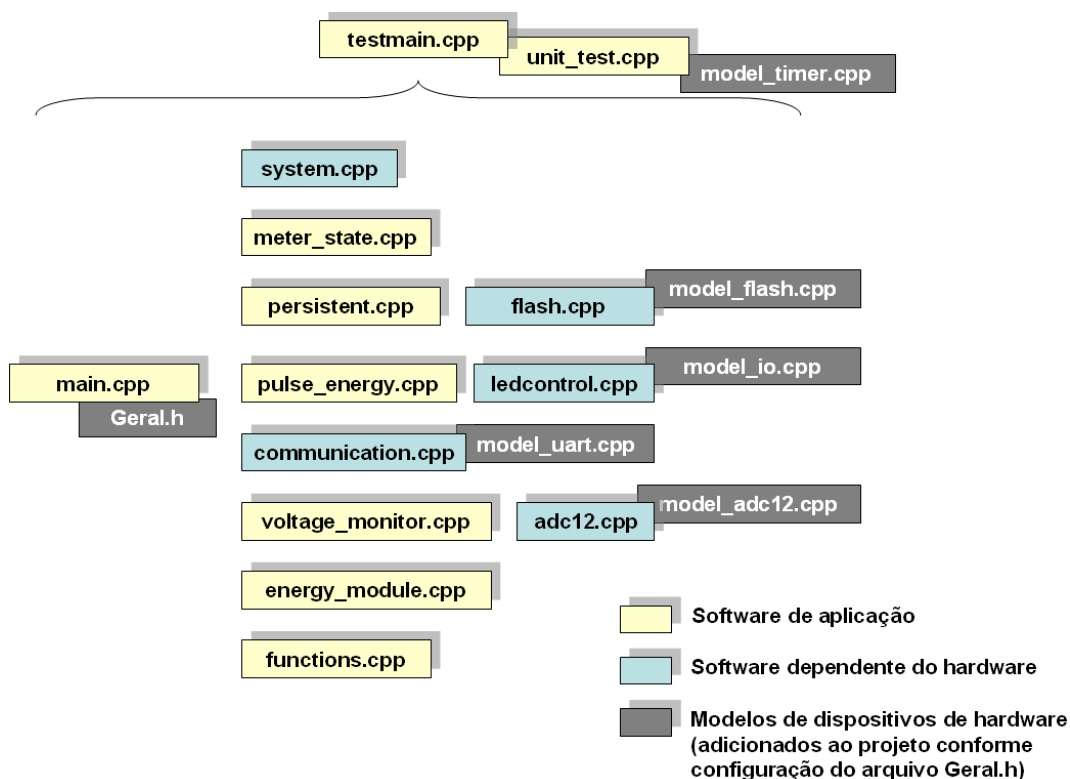 testmain.cpp
unit_test.cpp
model_timer.cpp
system.cpp
meter_state.cpp
persistent.cpp
flash.cpp
model_flash.cpp
main.cpp
Geral.h
pulse_energy.cpp
ledcontrol.cpp
model_io.cpp
communication.cpp
model_uart.cpp
voltage_monitor.cpp
adc12.cpp
model_adc12.cpp
energy_module.cpp
functions.cpp
Software de aplicação
Software dependente do hardware
Modelos de dispositivos de hardware
(adicionados ao projeto conforme
configuração do arquivo Geral.h)